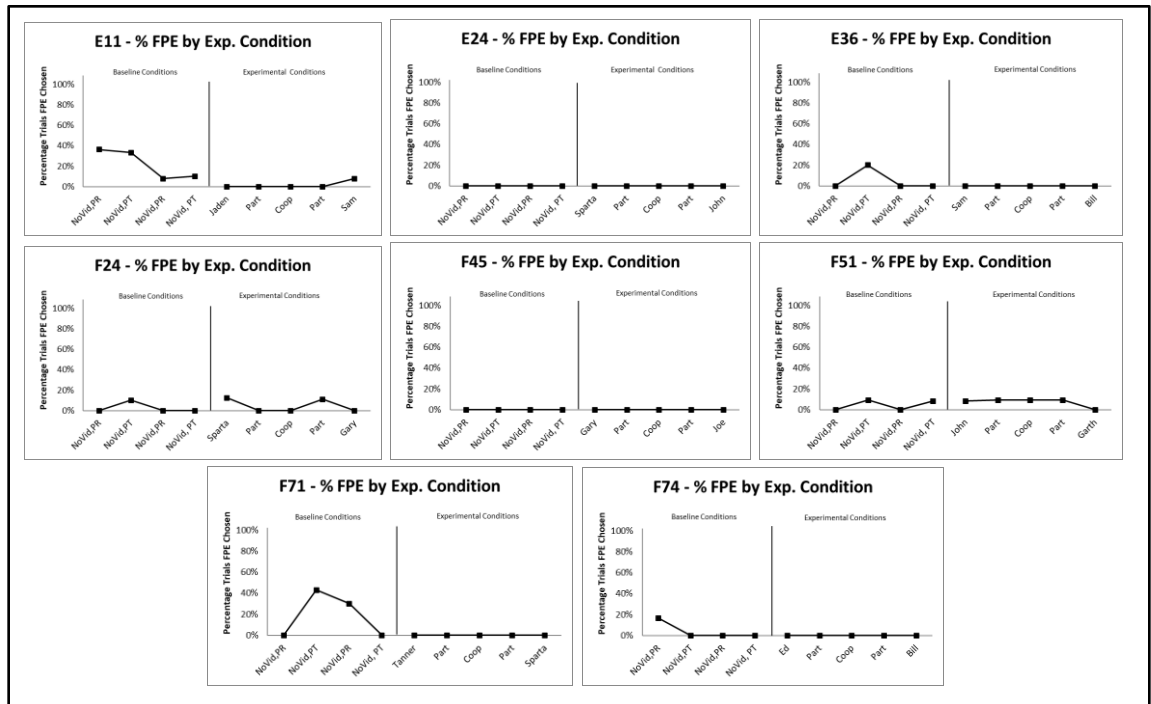 E11 - % FPE by Exp. Condition
Baseline Conditions Experimental Conditions
Percentage Trials FPE Chosen
100%
80%
60%
40%
20%
0%
NoVid,PR NoVid,PT NoVid,PR NoVid, PT Jaden Part Coop Part Sam
E24 - % FPE by Exp. Condition
Baseline Conditions Experimental Conditions
Percentage Trials FPE Chosen
100%
80%
60%
40%
20%
0%
NoVid,PR NoVid,PT NoVid,PR NoVid, PT Sparta Part Coop Part John
E36 - % FPE by Exp. Condition
Baseline Conditions Experimental Conditions
Percentage Trials FPE Chosen
100%
80%
60%
40%
20%
0%
NoVid,PR NoVid,PT NoVid,PR NoVid, PT Sam Part Coop Part Bill
F24 - % FPE by Exp. Condition
Baseline Conditions Experimental Conditions
Percentage Trials FPE Chosen
100%
80%
60%
40%
20%
0%
NoVid,PR NoVid,PT NoVid,PR NoVid, PT Sparta Part Coop Part Gary
F45 - % FPE by Exp. Condition
Baseline Conditions Experimental Conditions
Percentage Trials FPE Chosen
100%
80%
60%
40%
20%
0%
NoVid,PR NoVid,PT NoVid,PR NoVid, PT Gary Part Coop Part Joe
F51 - % FPE by Exp. Condition
Baseline Conditions Experimental Conditions
Percentage Trials FPE Chosen
100%
80%
60%
40%
20%
0%
NoVid,PR NoVid,PT NoVid,PR NoVid, PT John Part Coop Part Garth
F71 - % FPE by Exp. Condition
Baseline Conditions Experimental Conditions
Percentage Trials FPE Chosen
100%
80%
60%
40%
20%
0%
NoVid,PR NoVid,PT NoVid,PR NoVid, PT Tanner Part Coop Part Sparta
F74 - % FPE by Exp. Condition
Baseline Conditions Experimental Conditions
Percentage Trials FPE Chosen
100%
80%
60%
40%
20%
0%
NoVid,PR NoVid,PT NoVid,PR NoVid, PT Ed Part Coop Part Bill